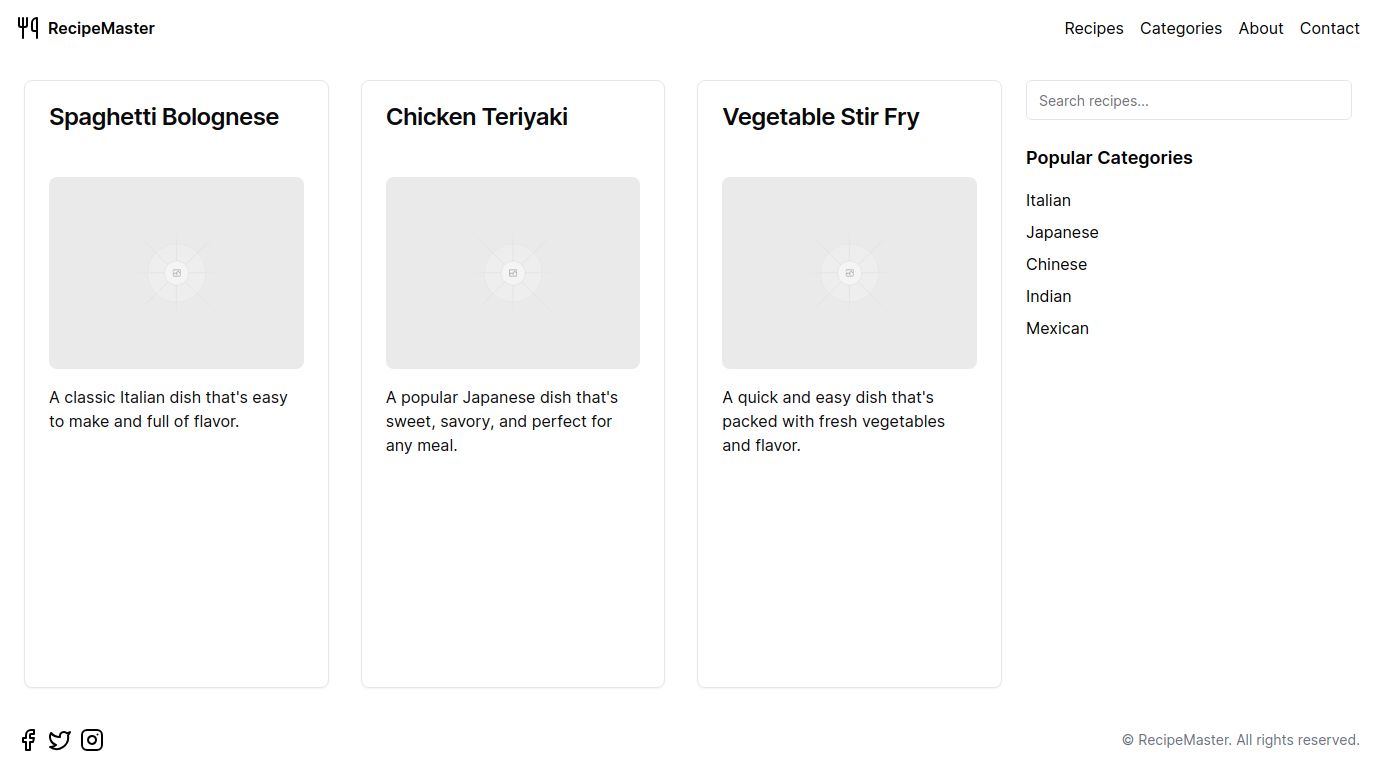 RecipeMaster
Recipes Categories About Contact
Spaghetti Bolognese
A classic Italian dish that's easy
to make and full of flavor.
Chicken Teriyaki
A popular Japanese dish that's
sweet, savory, and perfect for
any meal.
Vegetable Stir Fry
A quick and easy dish that's
packed with fresh vegetables
and flavor.
Search recipes...
Popular Categories
Italian
Japanese
Chinese
Indian
Mexican
© RecipeMaster. All rights reserved.